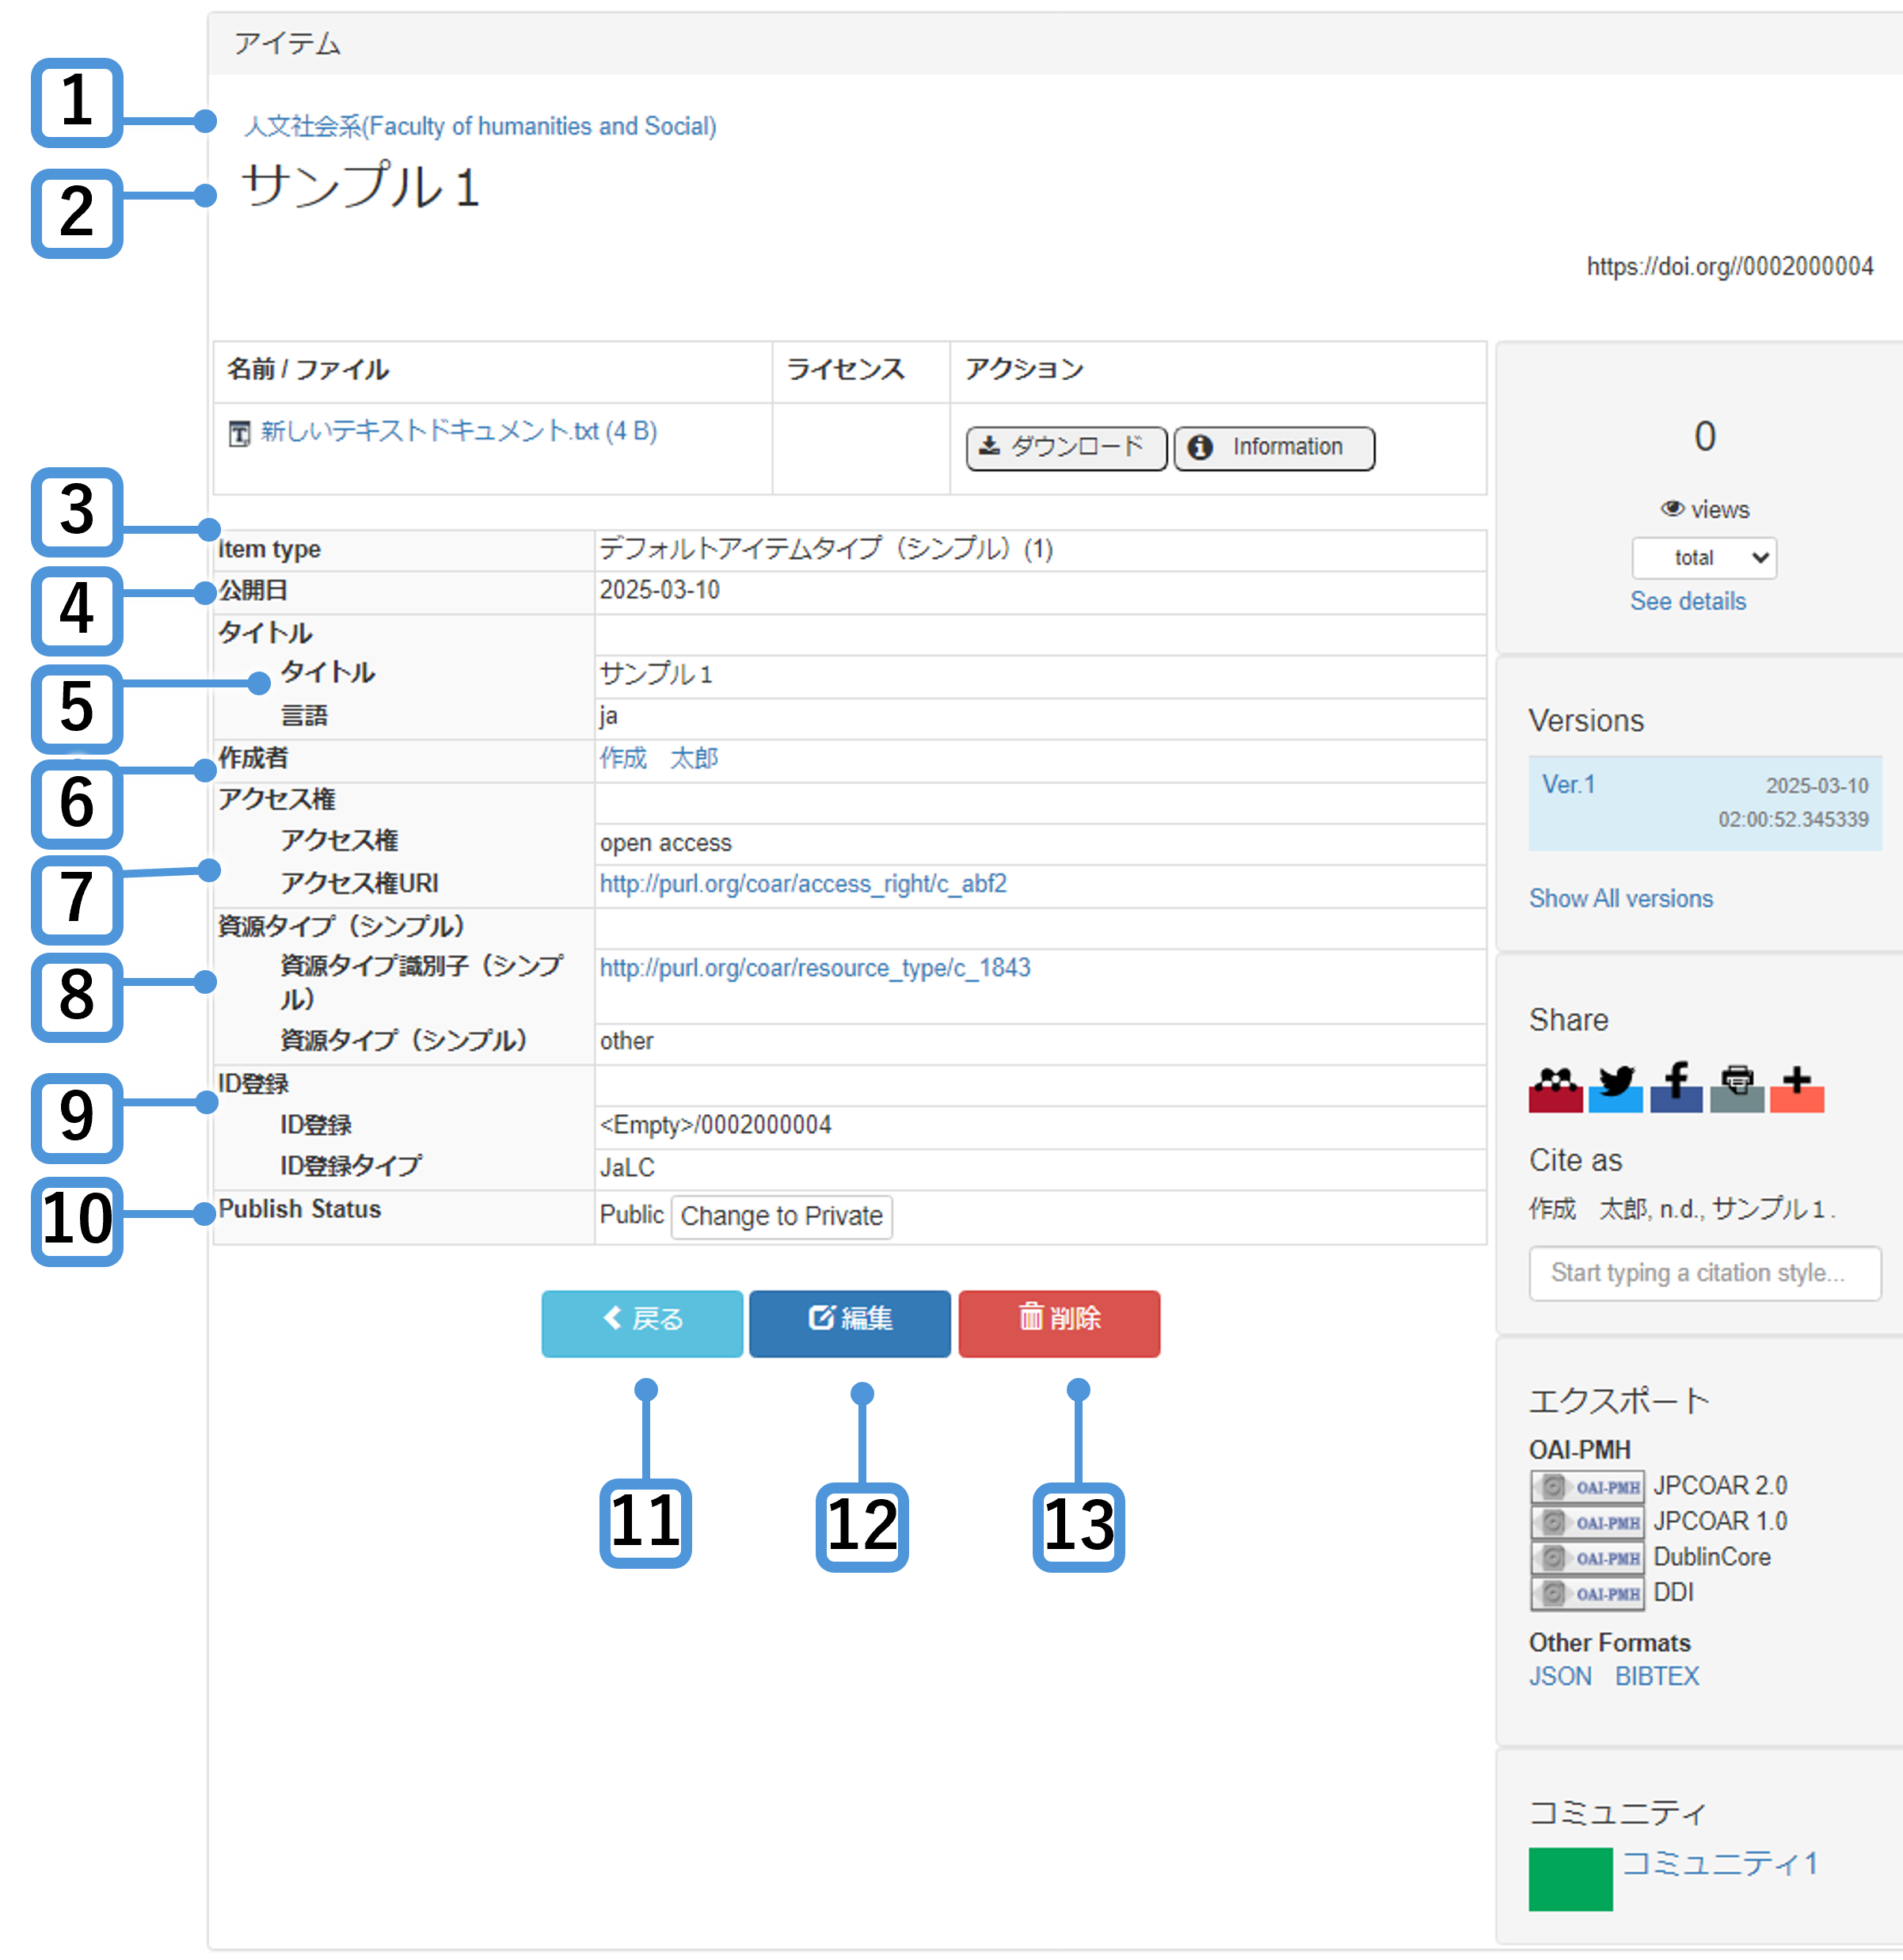 アイテム
1
人文社会系(Faculty of humanities and Social)
2
サンプル１
https://doi.org//0002000004
名前 / ファイル ライセンス アクション
新しいテキストドキュメント.txt (4 B) ダウンロード Information
3
Item type デフォルトアイテムタイプ（シンプル）(1)
4
公開日 2025-03-10
タイトル
5
タイトル サンプル１
言語 ja
6
作成者 作成　太郎
アクセス権
アクセス権 open access
7
アクセス権URI http://purl.org/coar/access_right/c_abf2
資源タイプ（シンプル）
8
資源タイプ識別子（シンプ http://purl.org/coar/resource_type/c_1843
ル）
資源タイプ（シンプル） other
9
ID登録
ID登録 <Empty>/0002000004
ID登録タイプ JaLC
10
Publish Status Public Change to Private
戻る 編集 削除
11 12 13
0
views
total
See details
Versions
Ver.1 2025-03-10
02:00:52.345339
Show All versions
Share
Cite as
作成　太郎, n.d., サンプル１.
Start typing a citation style...
エクスポート
OAI-PMH
OAI-PMH JPCOAR 2.0
OAI-PMH JPCOAR 1.0
OAI-PMH DublinCore
OAI-PMH DDI
Other Formats
JSON BIBTEX
コミュニティ
コミュニティ1